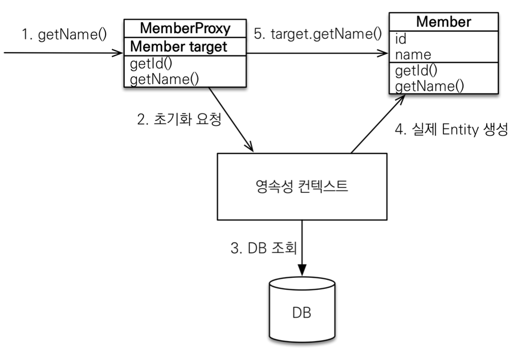 1. getName()
MemberProxy
Member target
getId()
getName()
5. target.getName()
Member
id
name
getId()
getName()
2. 초기화 요청
4. 실제 Entity 생성
영속성 컨텍스트
3. DB 조회
DB